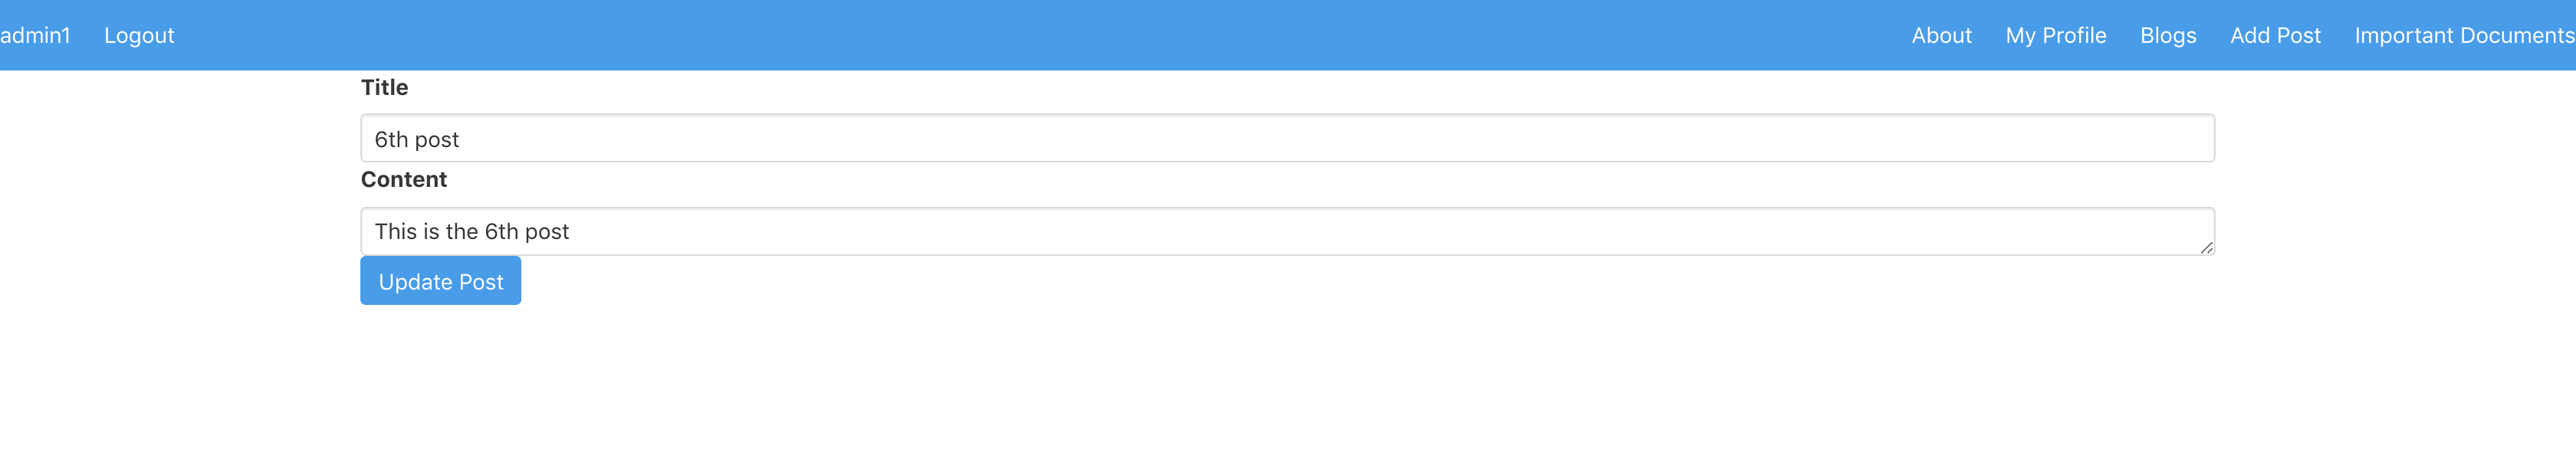 admin1 Logout About My Profile Blogs Add Post Important Documents
Title
6th post
Content
This is the 6th post
Update Post